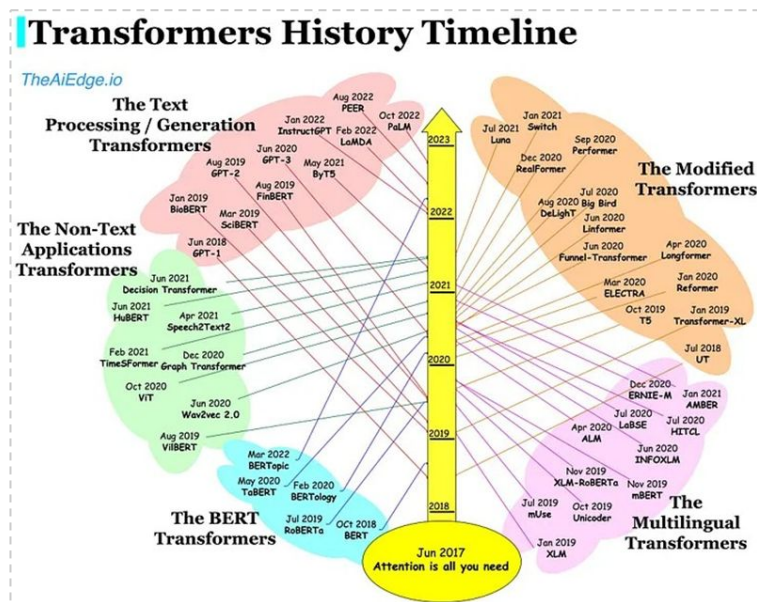 Transformers History Timeline
TheAiEdge.io
The Text
Processing / Generation
Transformers
Aug 2022
PEER
Jan 2022
InstructGPT
Feb 2022
LaMDA
Oct 2022
PaLM
Jun 2020
GPT-3
May 2021
ByT5
Aug 2019
GPT-2
Aug 2019
FinBERT
Jan 2019
BioBERT
Mar 2019
SciBERT
Jun 2018
GPT-1
The Non-Text
Applications
Transformers
Jun 2021
Decision Transformer
Jun 2021
HuBERT
Apr 2021
Speech2Text2
Feb 2021
TimeSFormer
Dec 2020
Graph Transformer
Oct 2020
ViT
Jun 2020
Wav2vec 2.0
Aug 2019
VilBERT
The BERT
Transformers
Mar 2022
BERTopic
May 2020
TaBERT
Feb 2020
BERTology
Jul 2019
RoBERTa
OCt 2018
BERT
2023
2022
2021
2020
2019
2018
Jun 2017
Attention is all you need
The Modified
Transformers
Jan 2021
Switch
Jul 2021
Luna
Sep 2020
Performer
Dec 2020
RealFormer
Jul 2020
Big Bird
Aug 2020
DeLighT
Jun 2020
Linformer
Jun 2020
Funnel-Transformer
Apr 2020
Longformer
Mar 2020
ELECTRA
Jan 2020
Reformer
Oct 2019
T5
Jan 2019
Transformer-XL
Jul 2018
UT
The
Multilingual
Transformers
Dec 2020
ERNIE-M
Jan 2021
AMBER
Jul 2020
LaBSE
Jul 2020
HITCL
Apr 2020
ALM
Jun 2020
INFOXLM
Nov 2019
XLM-RoBERTa
Nov 2019
mBERT
Jul 2019
mUse
Oct 2019
Unicoder
Jan 2019
XLM